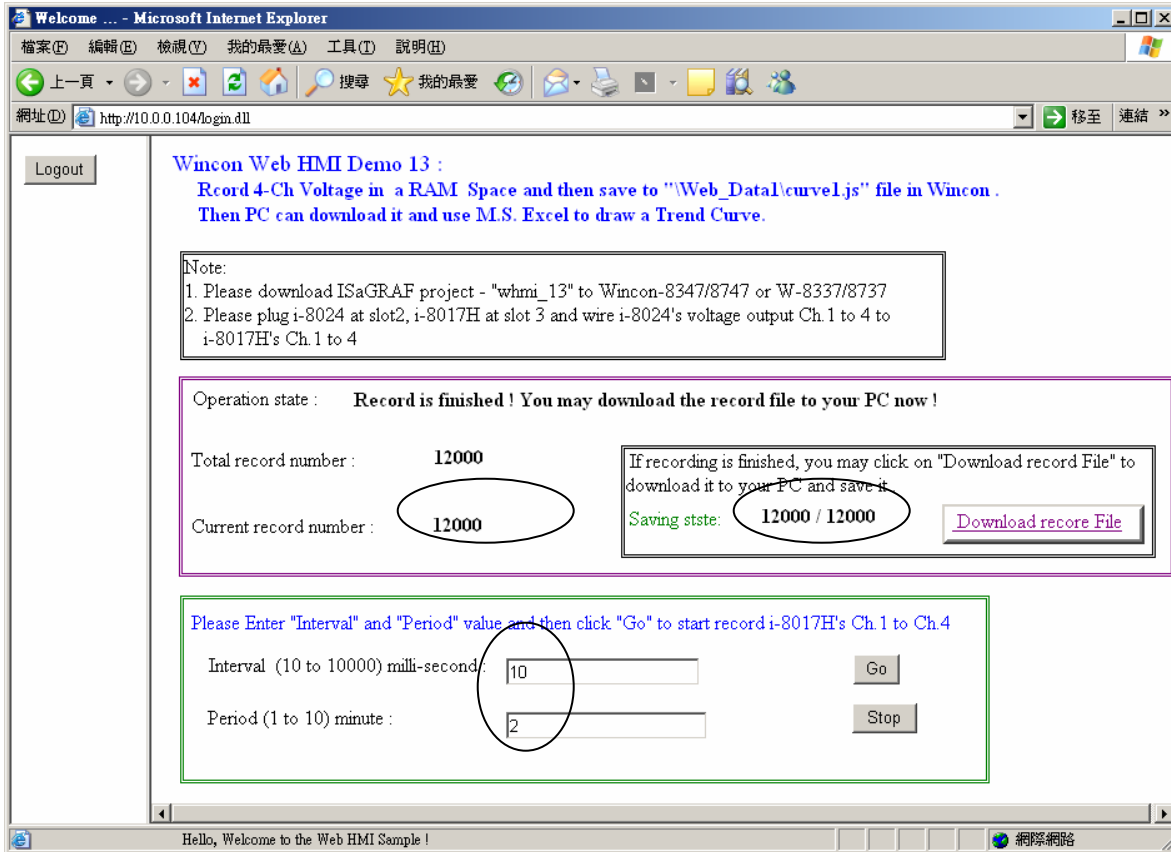 Welcome ... - Microsoft Internet Explorer
檔案(F) 編輯(E) 檢視(V) 我的最愛(A) 工具(T) 說明(H)
上一頁 搜尋 我的最愛
網址(D) http://10.0.0.104/login.dll 移至 連結 »
Logout
Wincon Web HMI Demo 13 :
Rcord 4-Ch Voltage in a RAM Space and then save to "\Web_Data1\curve1.js" file in Wincon .
Then PC can download it and use M.S. Excel to draw a Trend Curve.
Note:
1. Please download ISaGRAF project - "whmi_13" to Wincon-8347/8747 or W-8337/8737
2. Please plug i-8024 at slot2, i-8017H at slot 3 and wire i-8024's voltage output Ch.1 to 4 to
i-8017H's Ch.1 to 4
Operation state : Record is finished ! You may download the record file to your PC now !
Total record number : 12000
Current record number : 12000
If recording is finished, you may click on "Download record File" to
download it to your PC and save it .
Saving stste: 12000 / 12000 Download recore File
Please Enter "Interval" and "Period" value and then click "Go" to start record i-8017H's Ch.1 to Ch.4
Interval (10 to 10000) milli-second : 10 Go
Period (1 to 10) minute : 2 Stop
Hello, Welcome to the Web HMI Sample ! 網際網路